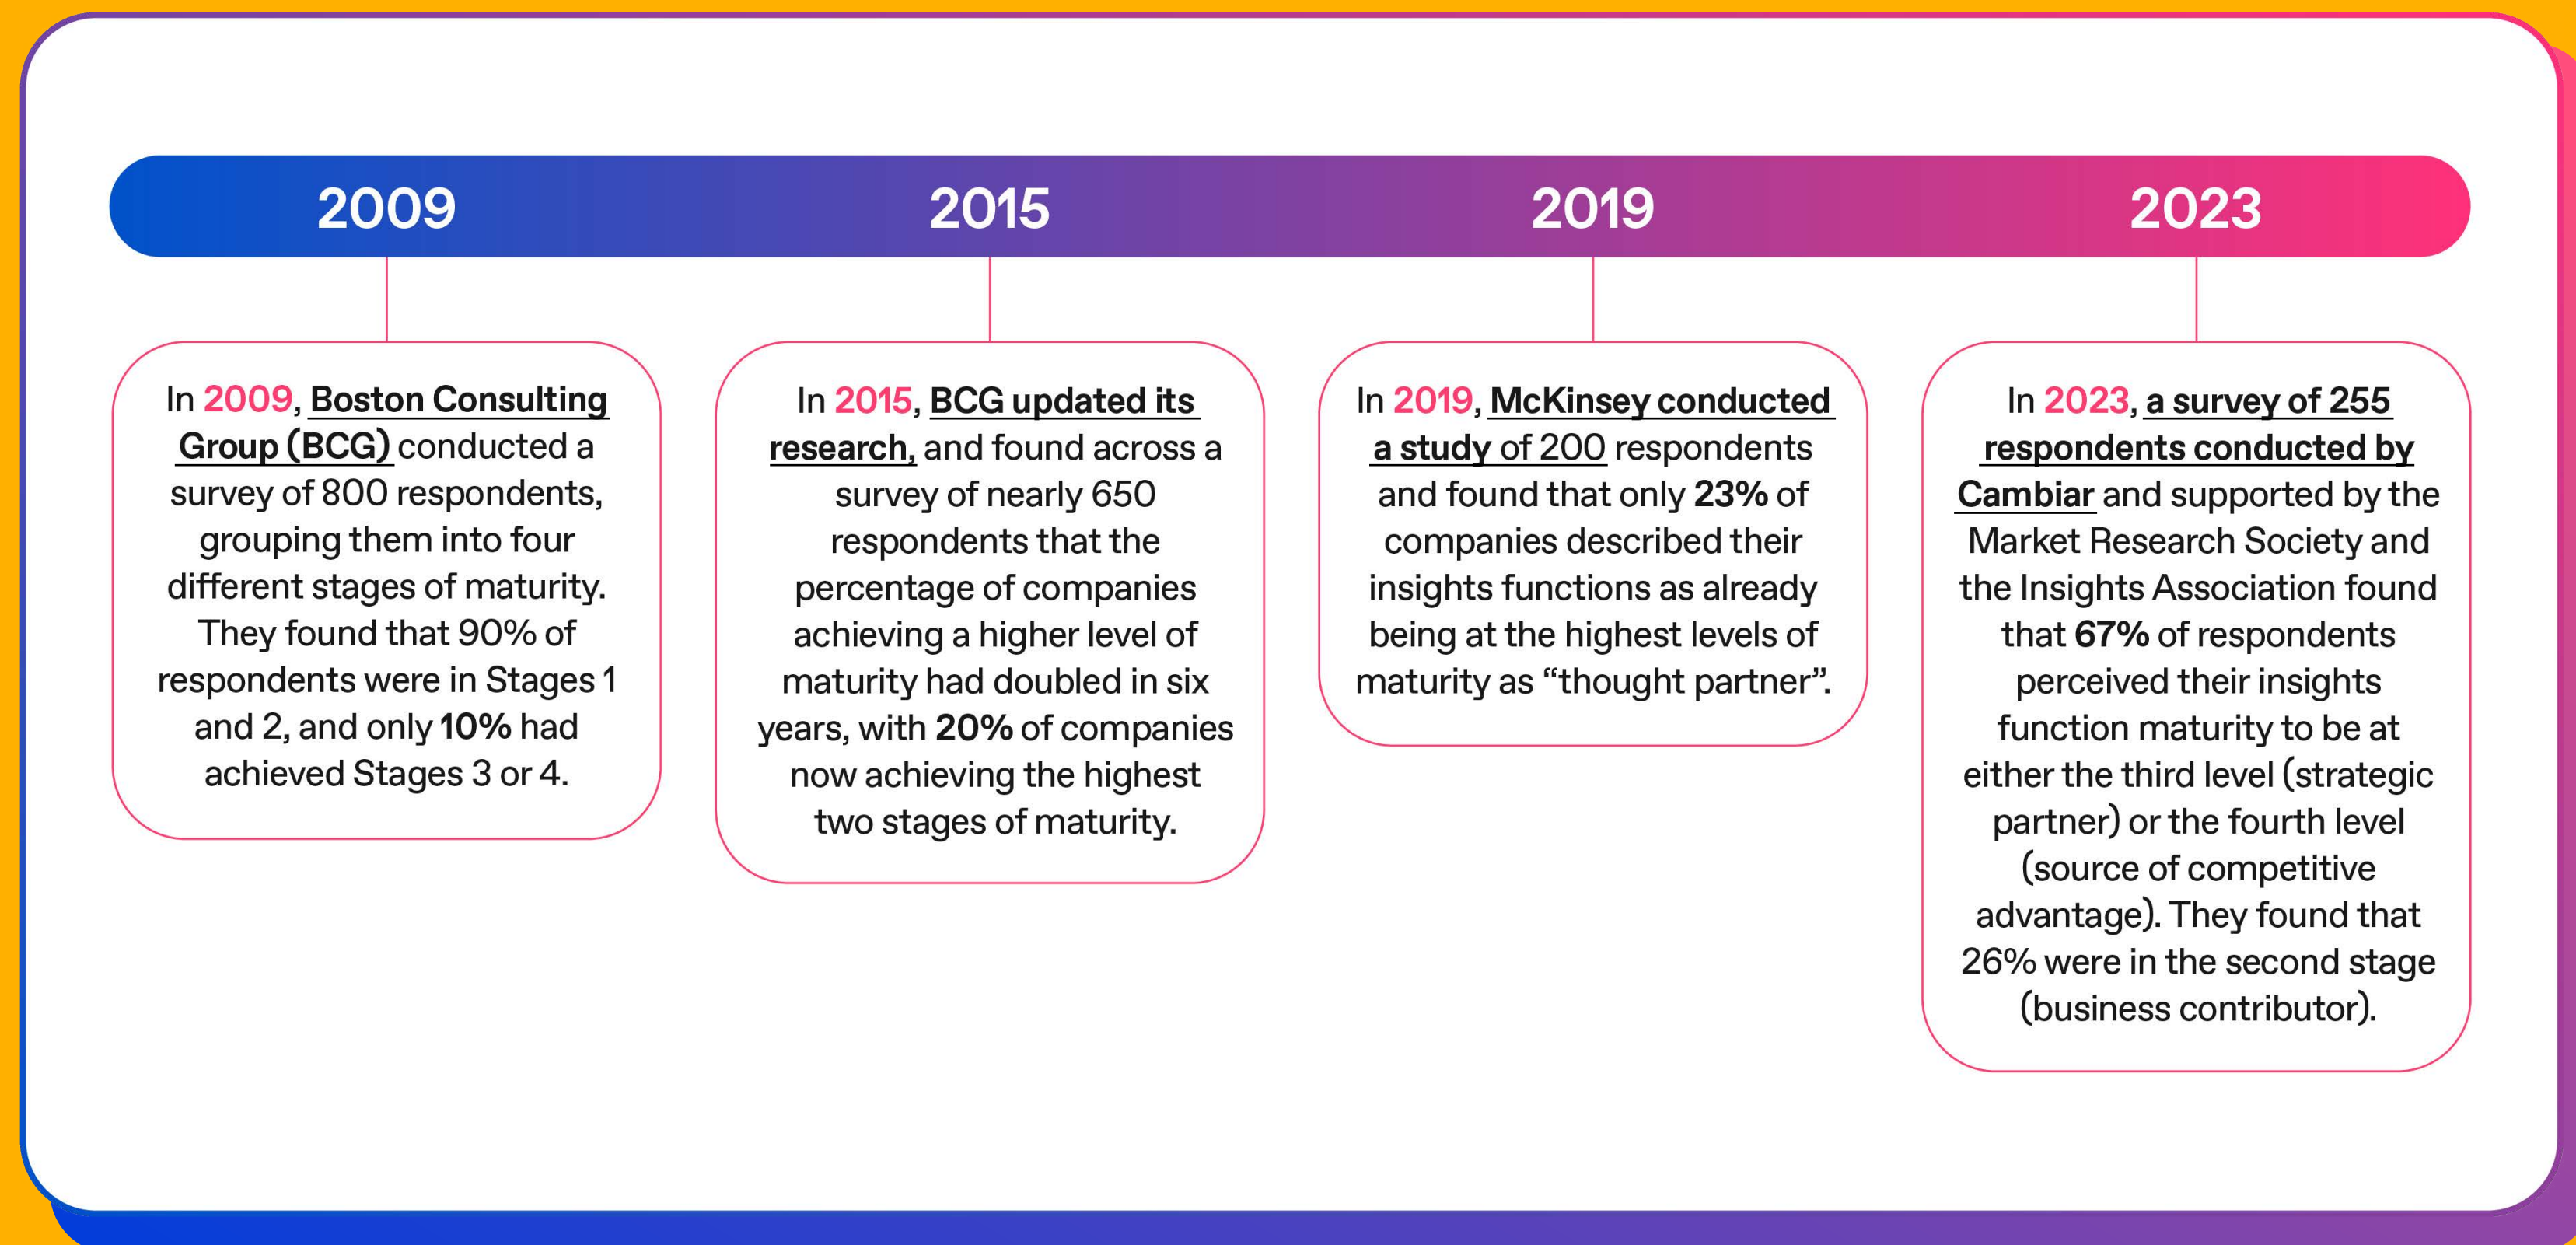 2009
2015
2019
2023
In 2009, Boston Consulting
Group (BCG) conducted a
survey of 800 respondents,
grouping them into four
different stages of maturity.
They found that 90% of
respondents were in Stages 1
and 2, and only 10% had
achieved Stages 3 or 4.
In 2015, BCG updated its
research, and found across a
survey of nearly 650
respondents that the
percentage of companies
achieving a higher level of
maturity had doubled in six
years, with 20% of companies
now achieving the highest
two stages of maturity.
In 2019, McKinsey conducted
a study of 200 respondents
and found that only 23% of
companies described their
insights functions as already
being at the highest levels of
maturity as “thought partner”.
In 2023, a survey of 255
respondents conducted by
Cambiar and supported by the
Market Research Society and
the Insights Association found
that 67% of respondents
perceived their insights
function maturity to be at
either the third level (strategic
partner) or the fourth level
(source of competitive
advantage). They found that
26% were in the second stage
(business contributor).